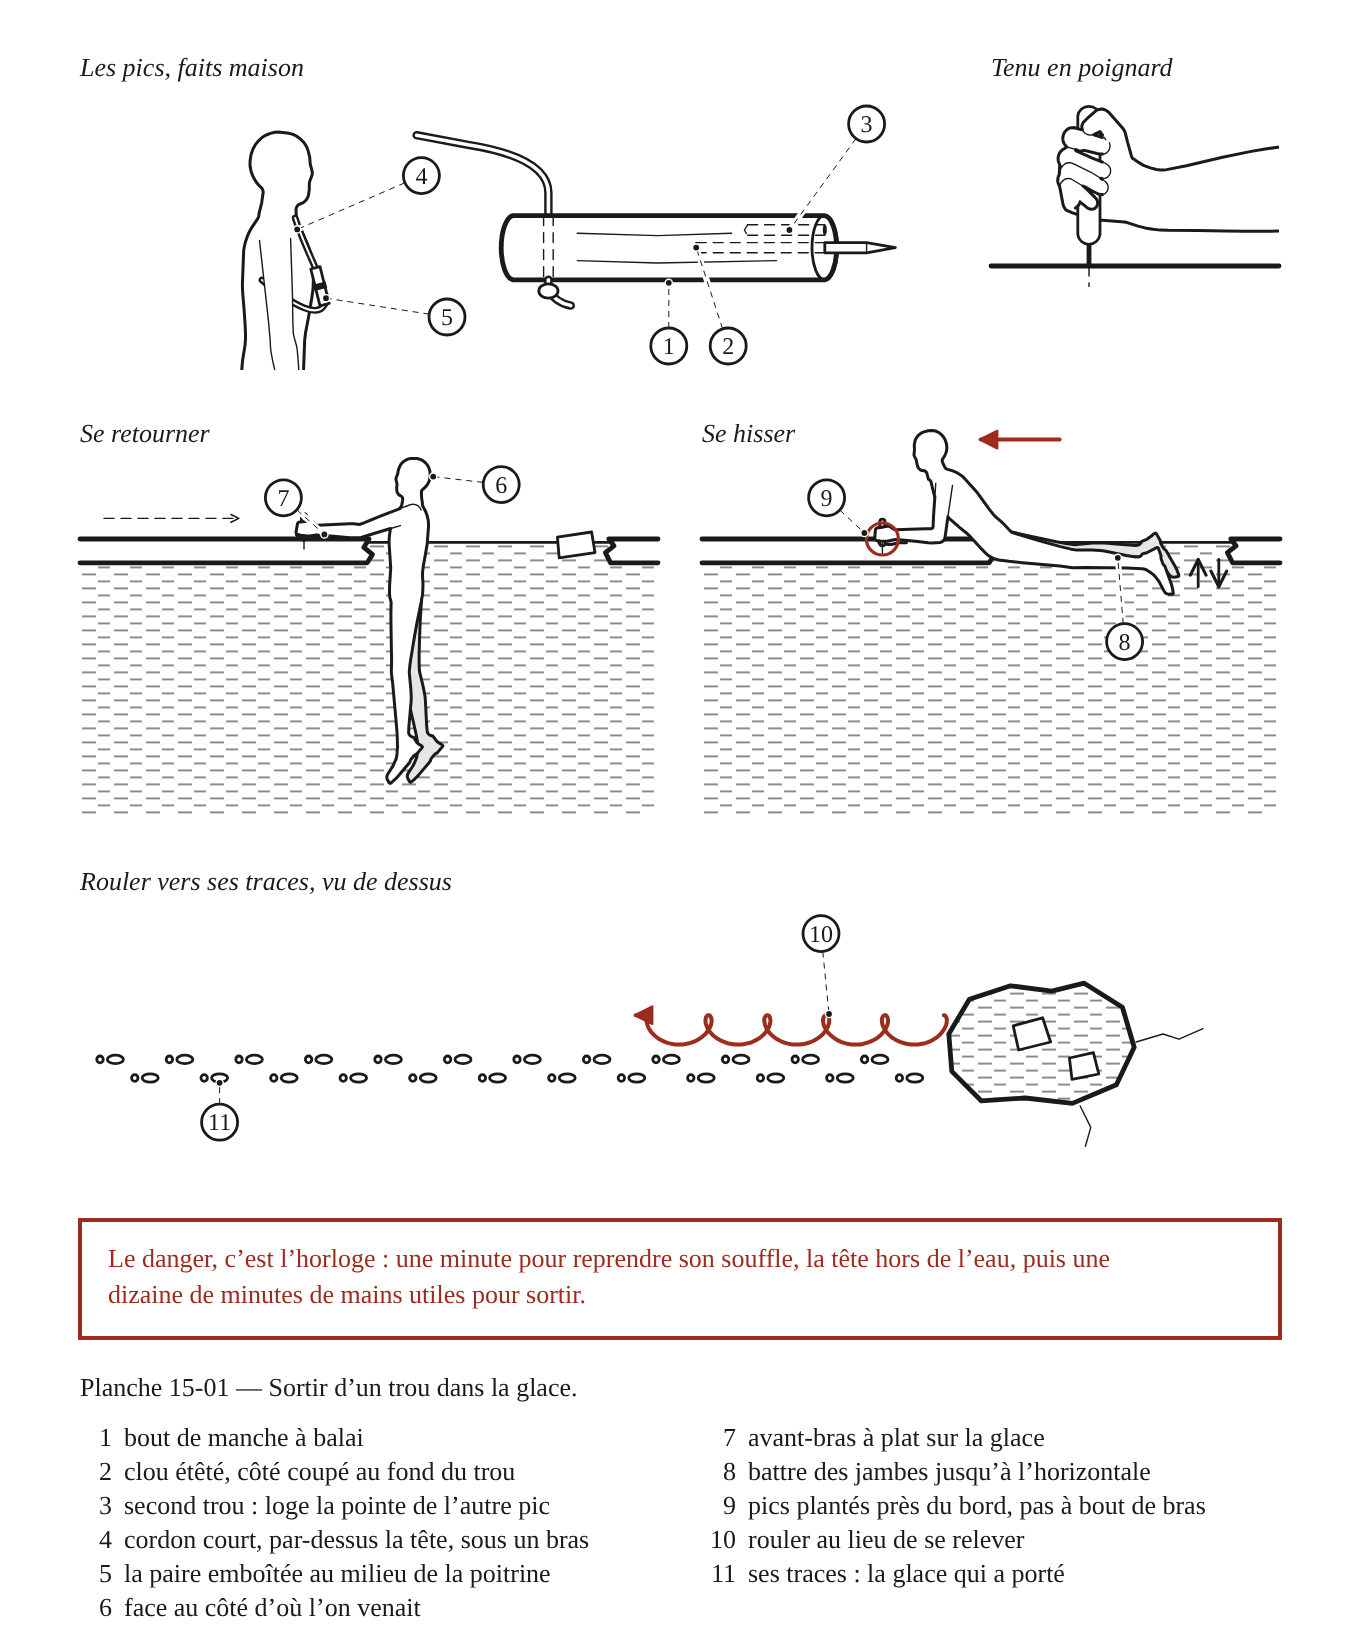 Les pics, faits maison
Tenu en poignard
3
4
5
1
2
Se retourner
Se hisser
6
7
9
8
Rouler vers ses traces, vu de dessus
10
11
Le danger, c’est l’horloge : une minute pour reprendre son souffle, la tête hors de l’eau, puis une
dizaine de minutes de mains utiles pour sortir.
Planche 15-01 — Sortir d’un trou dans la glace.
1 bout de manche à balai
2 clou étêté, côté coupé au fond du trou
3 second trou : loge la pointe de l’autre pic
4 cordon court, par-dessus la tête, sous un bras
5 la paire emboîtée au milieu de la poitrine
6 face au côté d’où l’on venait
7 avant-bras à plat sur la glace
8 battre des jambes jusqu’à l’horizontale
9 pics plantés près du bord, pas à bout de bras
10 rouler au lieu de se relever
11 ses traces : la glace qui a porté